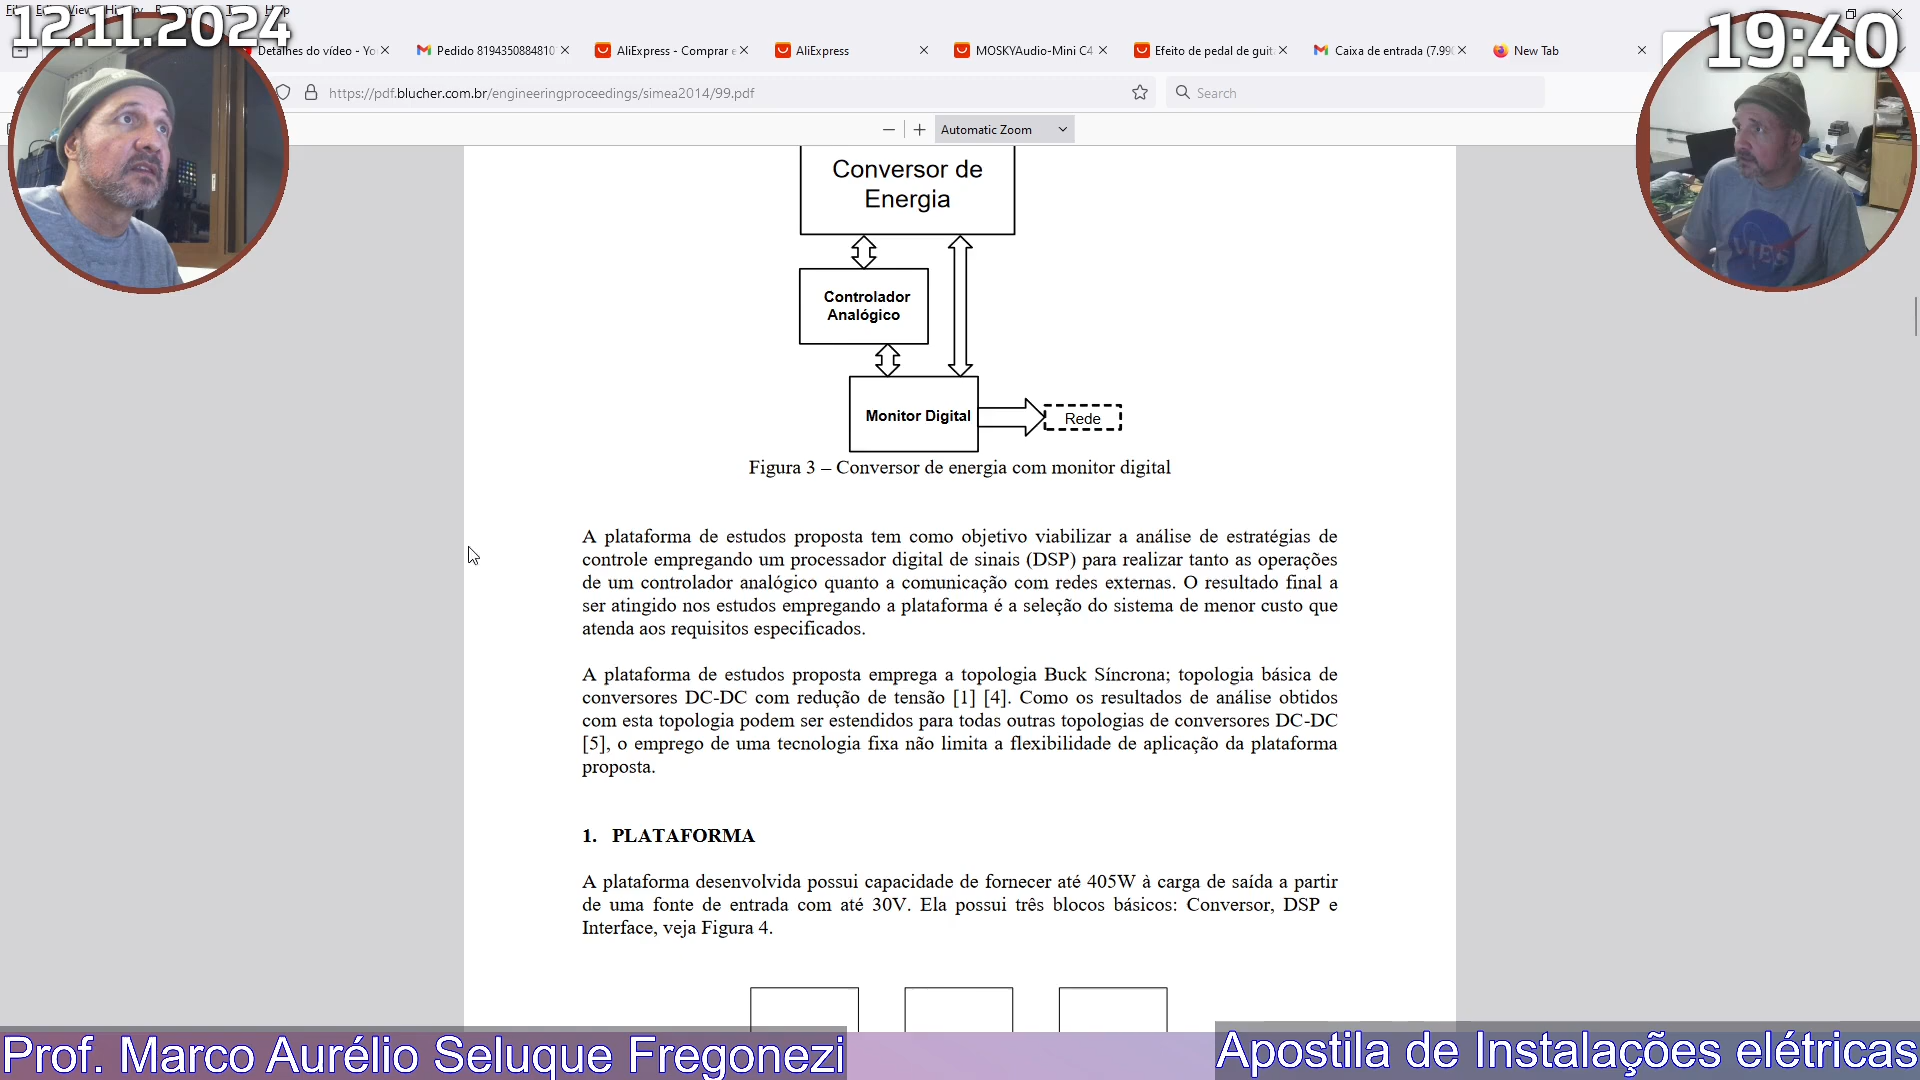 12.11.2024
19:40
Detalhes do vídeo - Yo
Pedido 8194350884810
AliExpress - Comprar e
AliExpress
MOSKYAudio-Mini C4
Efeito de pedal de guit
Caixa de entrada (7.990
New Tab
https://pdf.blucher.com.br/engineeringproceedings/simea2014/99.pdf
Search
Automatic Zoom
Conversor de
Energia
Controlador
Analógico
Monitor Digital
Rede
Figura 3 – Conversor de energia com monitor digital
A plataforma de estudos proposta tem como objetivo viabilizar a análise de estratégias de
controle empregando um processador digital de sinais (DSP) para realizar tanto as operações
de um controlador analógico quanto a comunicação com redes externas. O resultado final a
ser atingido nos estudos empregando a plataforma é a seleção do sistema de menor custo que
atenda aos requisitos especificados.
A plataforma de estudos proposta emprega a topologia Buck Síncrona; topologia básica de
conversores DC-DC com redução de tensão [1] [4]. Como os resultados de análise obtidos
com esta topologia podem ser estendidos para todas outras topologias de conversores DC-DC
[5], o emprego de uma tecnologia fixa não limita a flexibilidade de aplicação da plataforma
proposta.
1. PLATAFORMA
A plataforma desenvolvida possui capacidade de fornecer até 405W à carga de saída a partir
de uma fonte de entrada com até 30V. Ela possui três blocos básicos: Conversor, DSP e
Interface, veja Figura 4.
Prof. Marco Aurélio Seluque Fregonezi
Apostila de Instalações elétricas